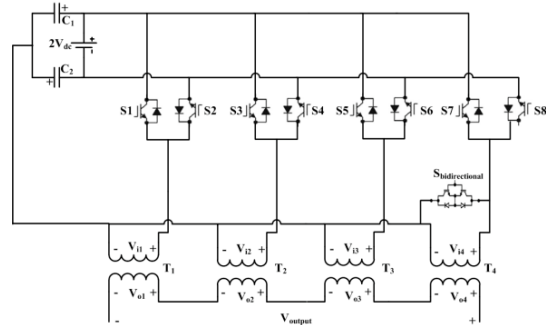 C1
+
2Vdc
+
-
C2
+
S1 S2 S3 S4 S5 S6 S7 S8
Sbidirectional
- Vi1 + - Vi2 + - Vi3 + - Vi4 +
T1 T2 T3 T4
- Vo1 + - Vo2 + - Vo3 + - Vo4 +
- Voutput +